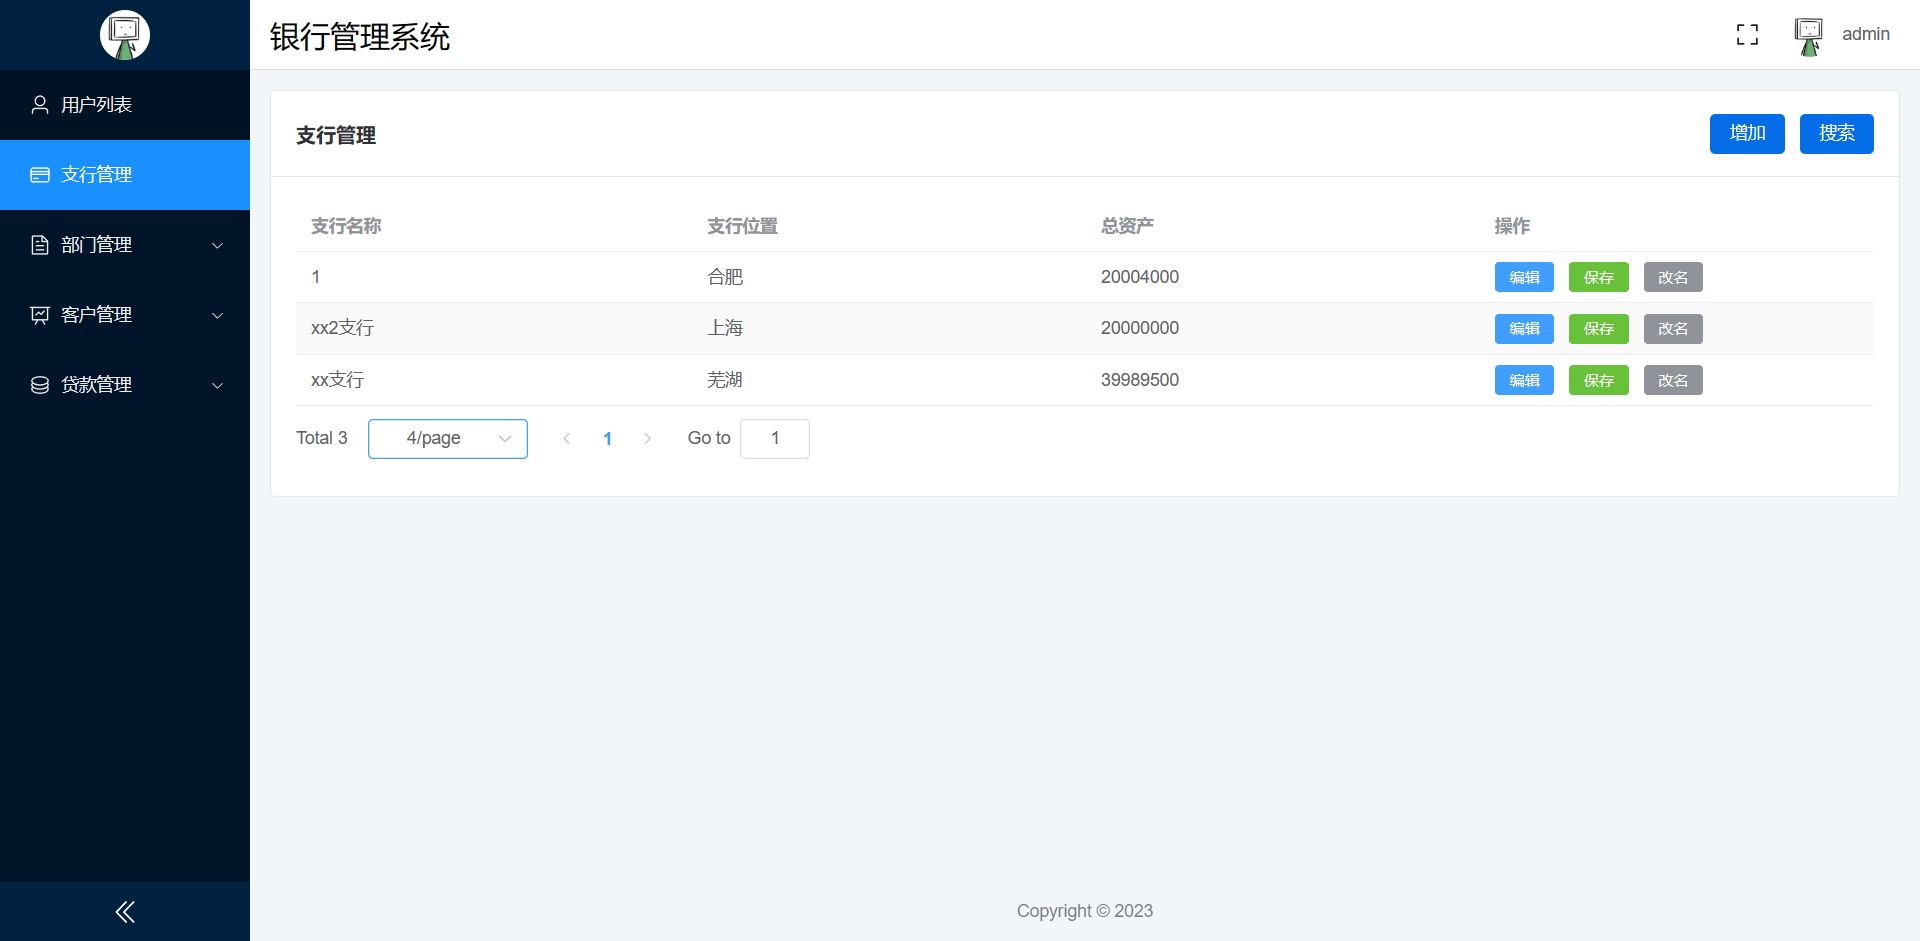 银行管理系统
admin
用户列表
支行管理
部门管理
客户管理
贷款管理
支行管理
增加 搜索
支行名称 支行位置 总资产 操作
1 合肥 20004000 编辑 保存 改名
xx2支行 上海 20000000 编辑 保存 改名
xx支行 芜湖 39989500 编辑 保存 改名
Total 3 4/page 1 Go to 1
Copyright © 2023